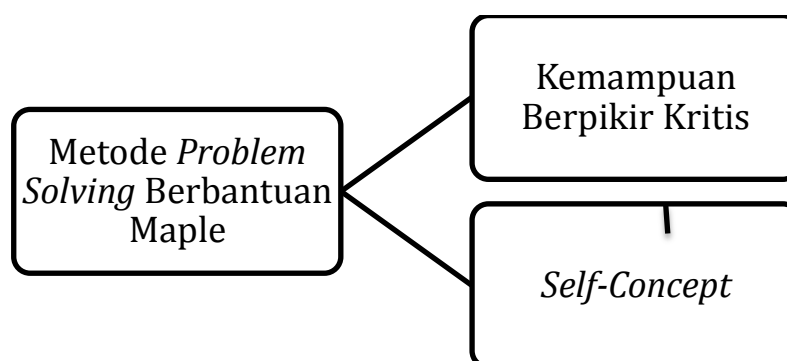 Kemampuan
Berpikir Kritis
Metode Problem
Solving Berbantuan
Maple
Self-Concept